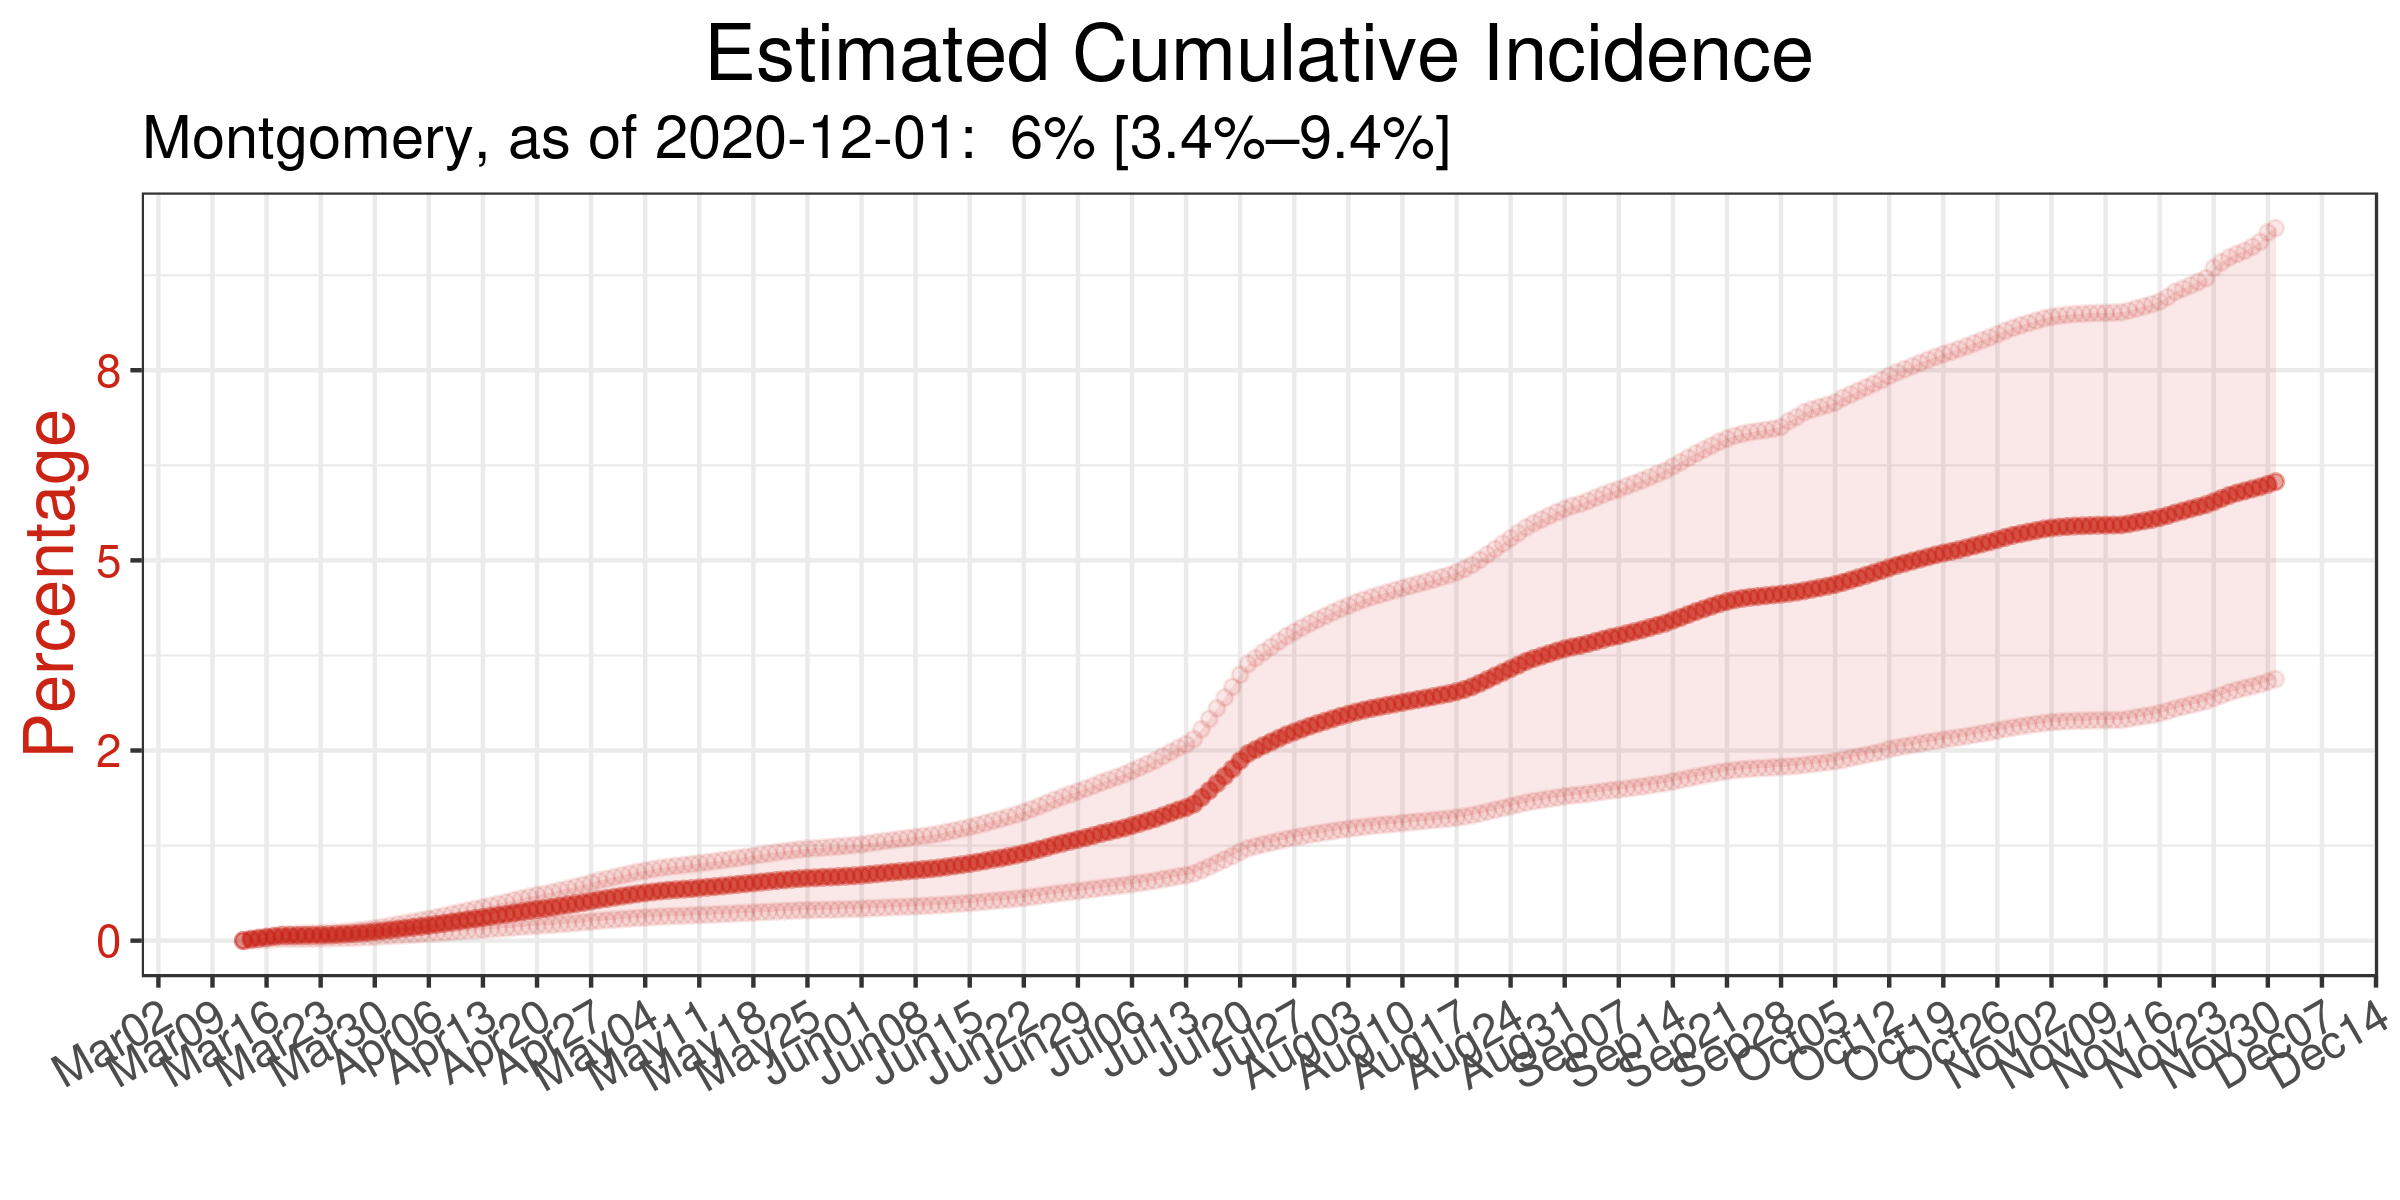 Estimated Cumulative Incidence
Montgomery, as of 2020-12-01:  6% [3.4%–9.4%]
Percentage
8
5
2
0
Mar02
Mar09
Mar16
Mar23
Mar30
Apr06
Apr13
Apr20
Apr27
May04
May11
May18
May25
Jun01
Jun08
Jun15
Jun22
Jun29
Jul06
Jul13
Jul20
Jul27
Aug03
Aug10
Aug17
Aug24
Aug31
Sep07
Sep14
Sep21
Sep28
Oct05
Oct12
Oct19
Oct26
Nov02
Nov09
Nov16
Nov23
Nov30
Dec07
Dec14